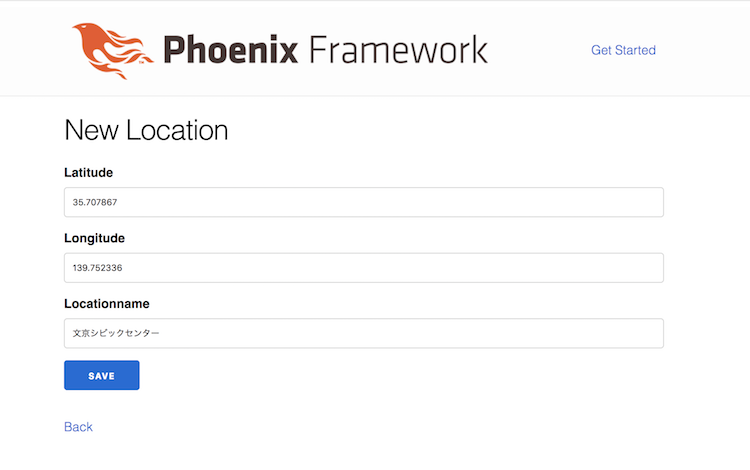 Phoenix Framework
Get Started
New Location
Latitude
35.707867
Longitude
139.752336
Locationname
文京シビックセンター
SAVE
Back